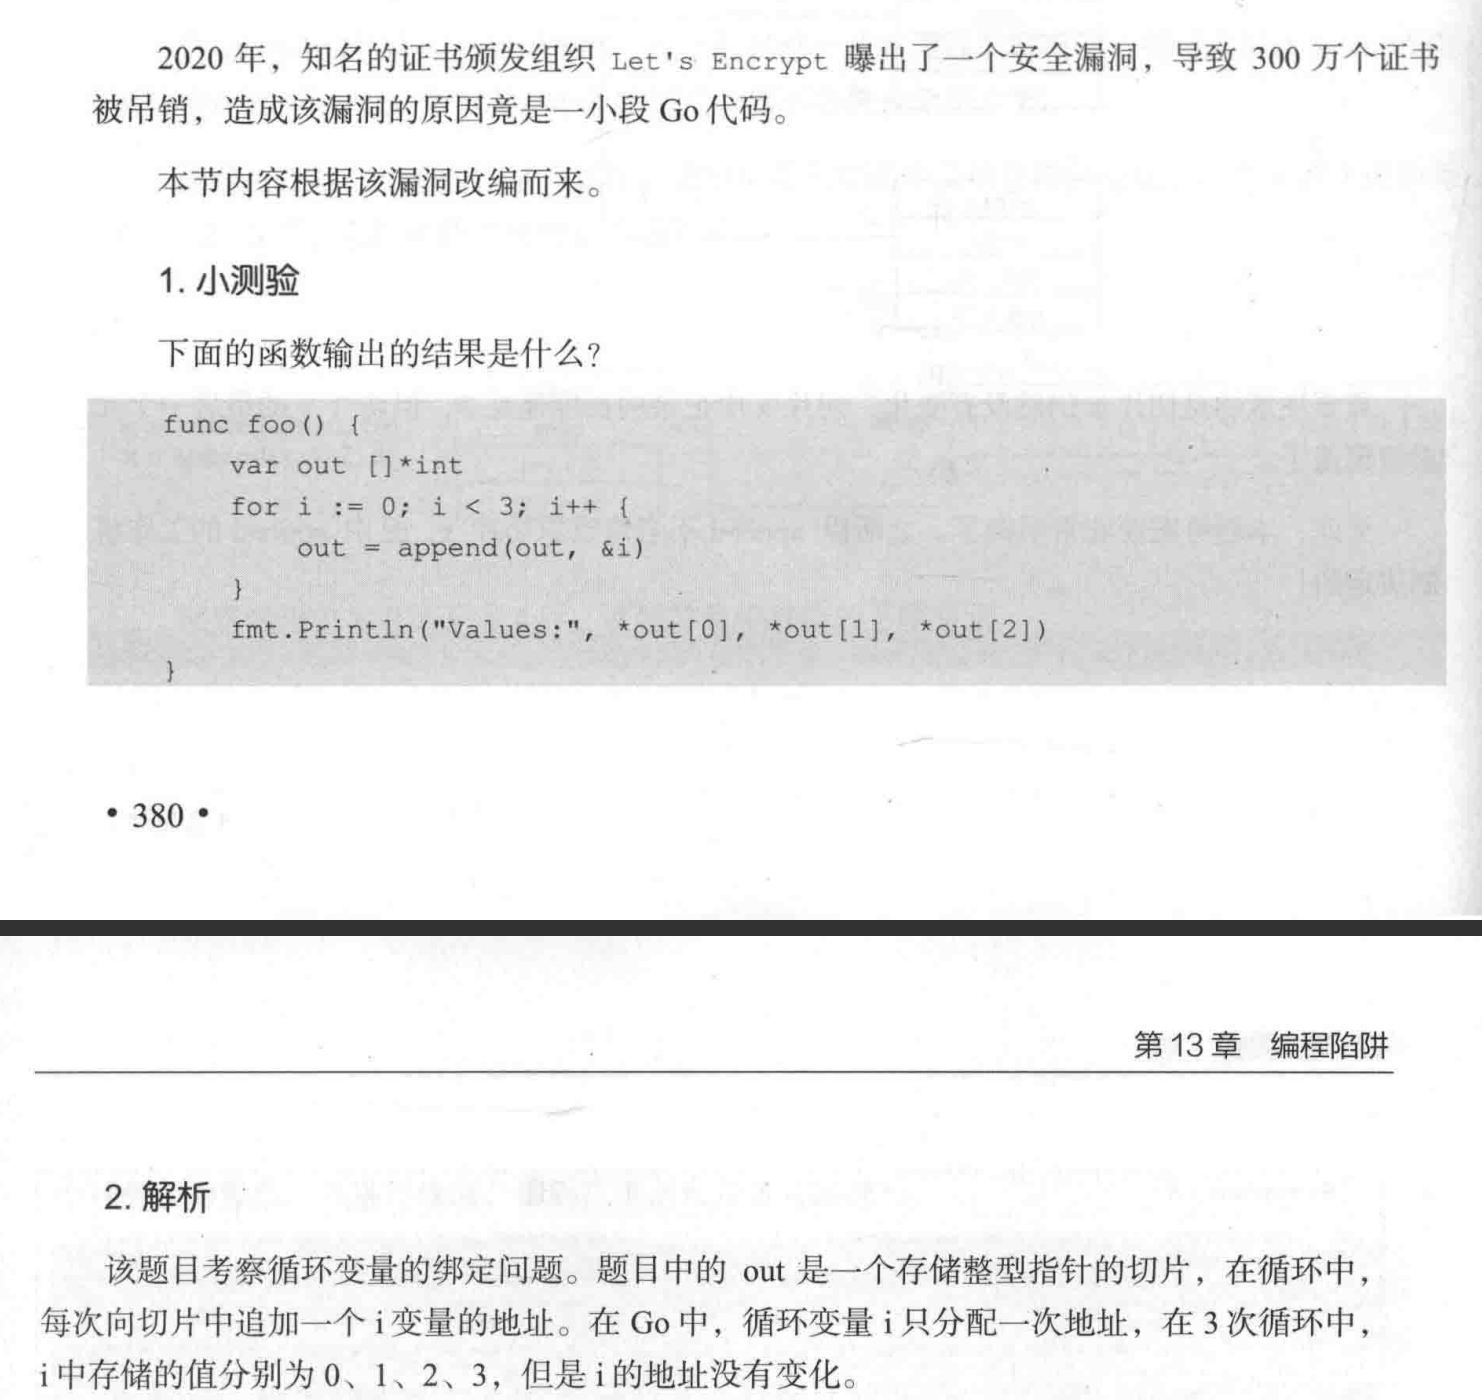 2020 年，知名的证书颁发组织 Let's Encrypt 曝出了一个安全漏洞，导致 300 万个证书
被吊销，造成该漏洞的原因竟是一小段 Go 代码。
本节内容根据该漏洞改编而来。
1. 小测验
下面的函数输出的结果是什么？
func foo() {
    var out []*int
    for i := 0; i < 3; i++ {
        out = append(out, &i)
    }
    fmt.Println("Values:", *out[0], *out[1], *out[2])
}
• 380 •
第 13 章　编程陷阱
2. 解析
该题目考察循环变量的绑定问题。题目中的 out 是一个存储整型指针的切片，在循环中，
每次向切片中追加一个 i 变量的地址。在 Go 中，循环变量 i 只分配一次地址，在 3 次循环中，
i 中存储的值分别为 0、1、2、3，但是 i 的地址没有变化。